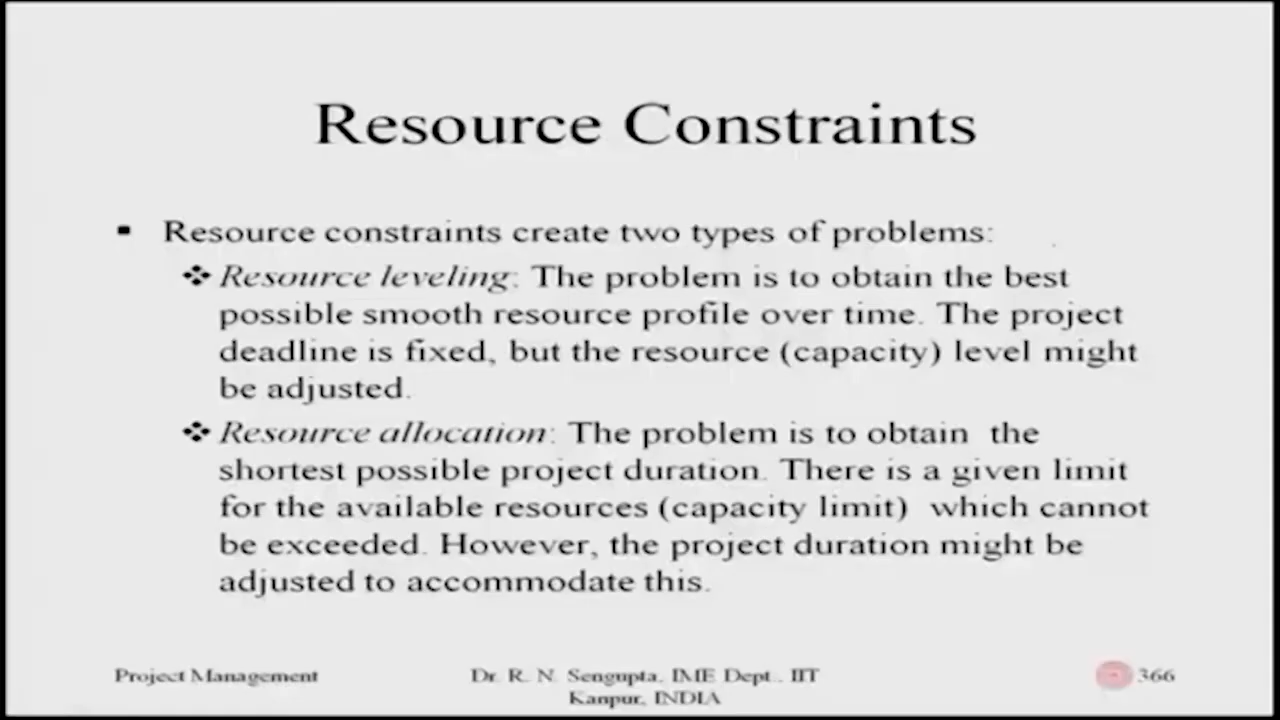 Resource Constraints
▪ Resource constraints create two types of problems:
❖ Resource leveling: The problem is to obtain the best
possible smooth resource profile over time. The project
deadline is fixed, but the resource (capacity) level might
be adjusted.
❖ Resource allocation: The problem is to obtain the
shortest possible project duration. There is a given limit
for the available resources (capacity limit) which cannot
be exceeded. However, the project duration might be
adjusted to accommodate this.
Project Management
Dr. R. N. Sengupta, IME Dept., IIT
Kanpur, INDIA
366